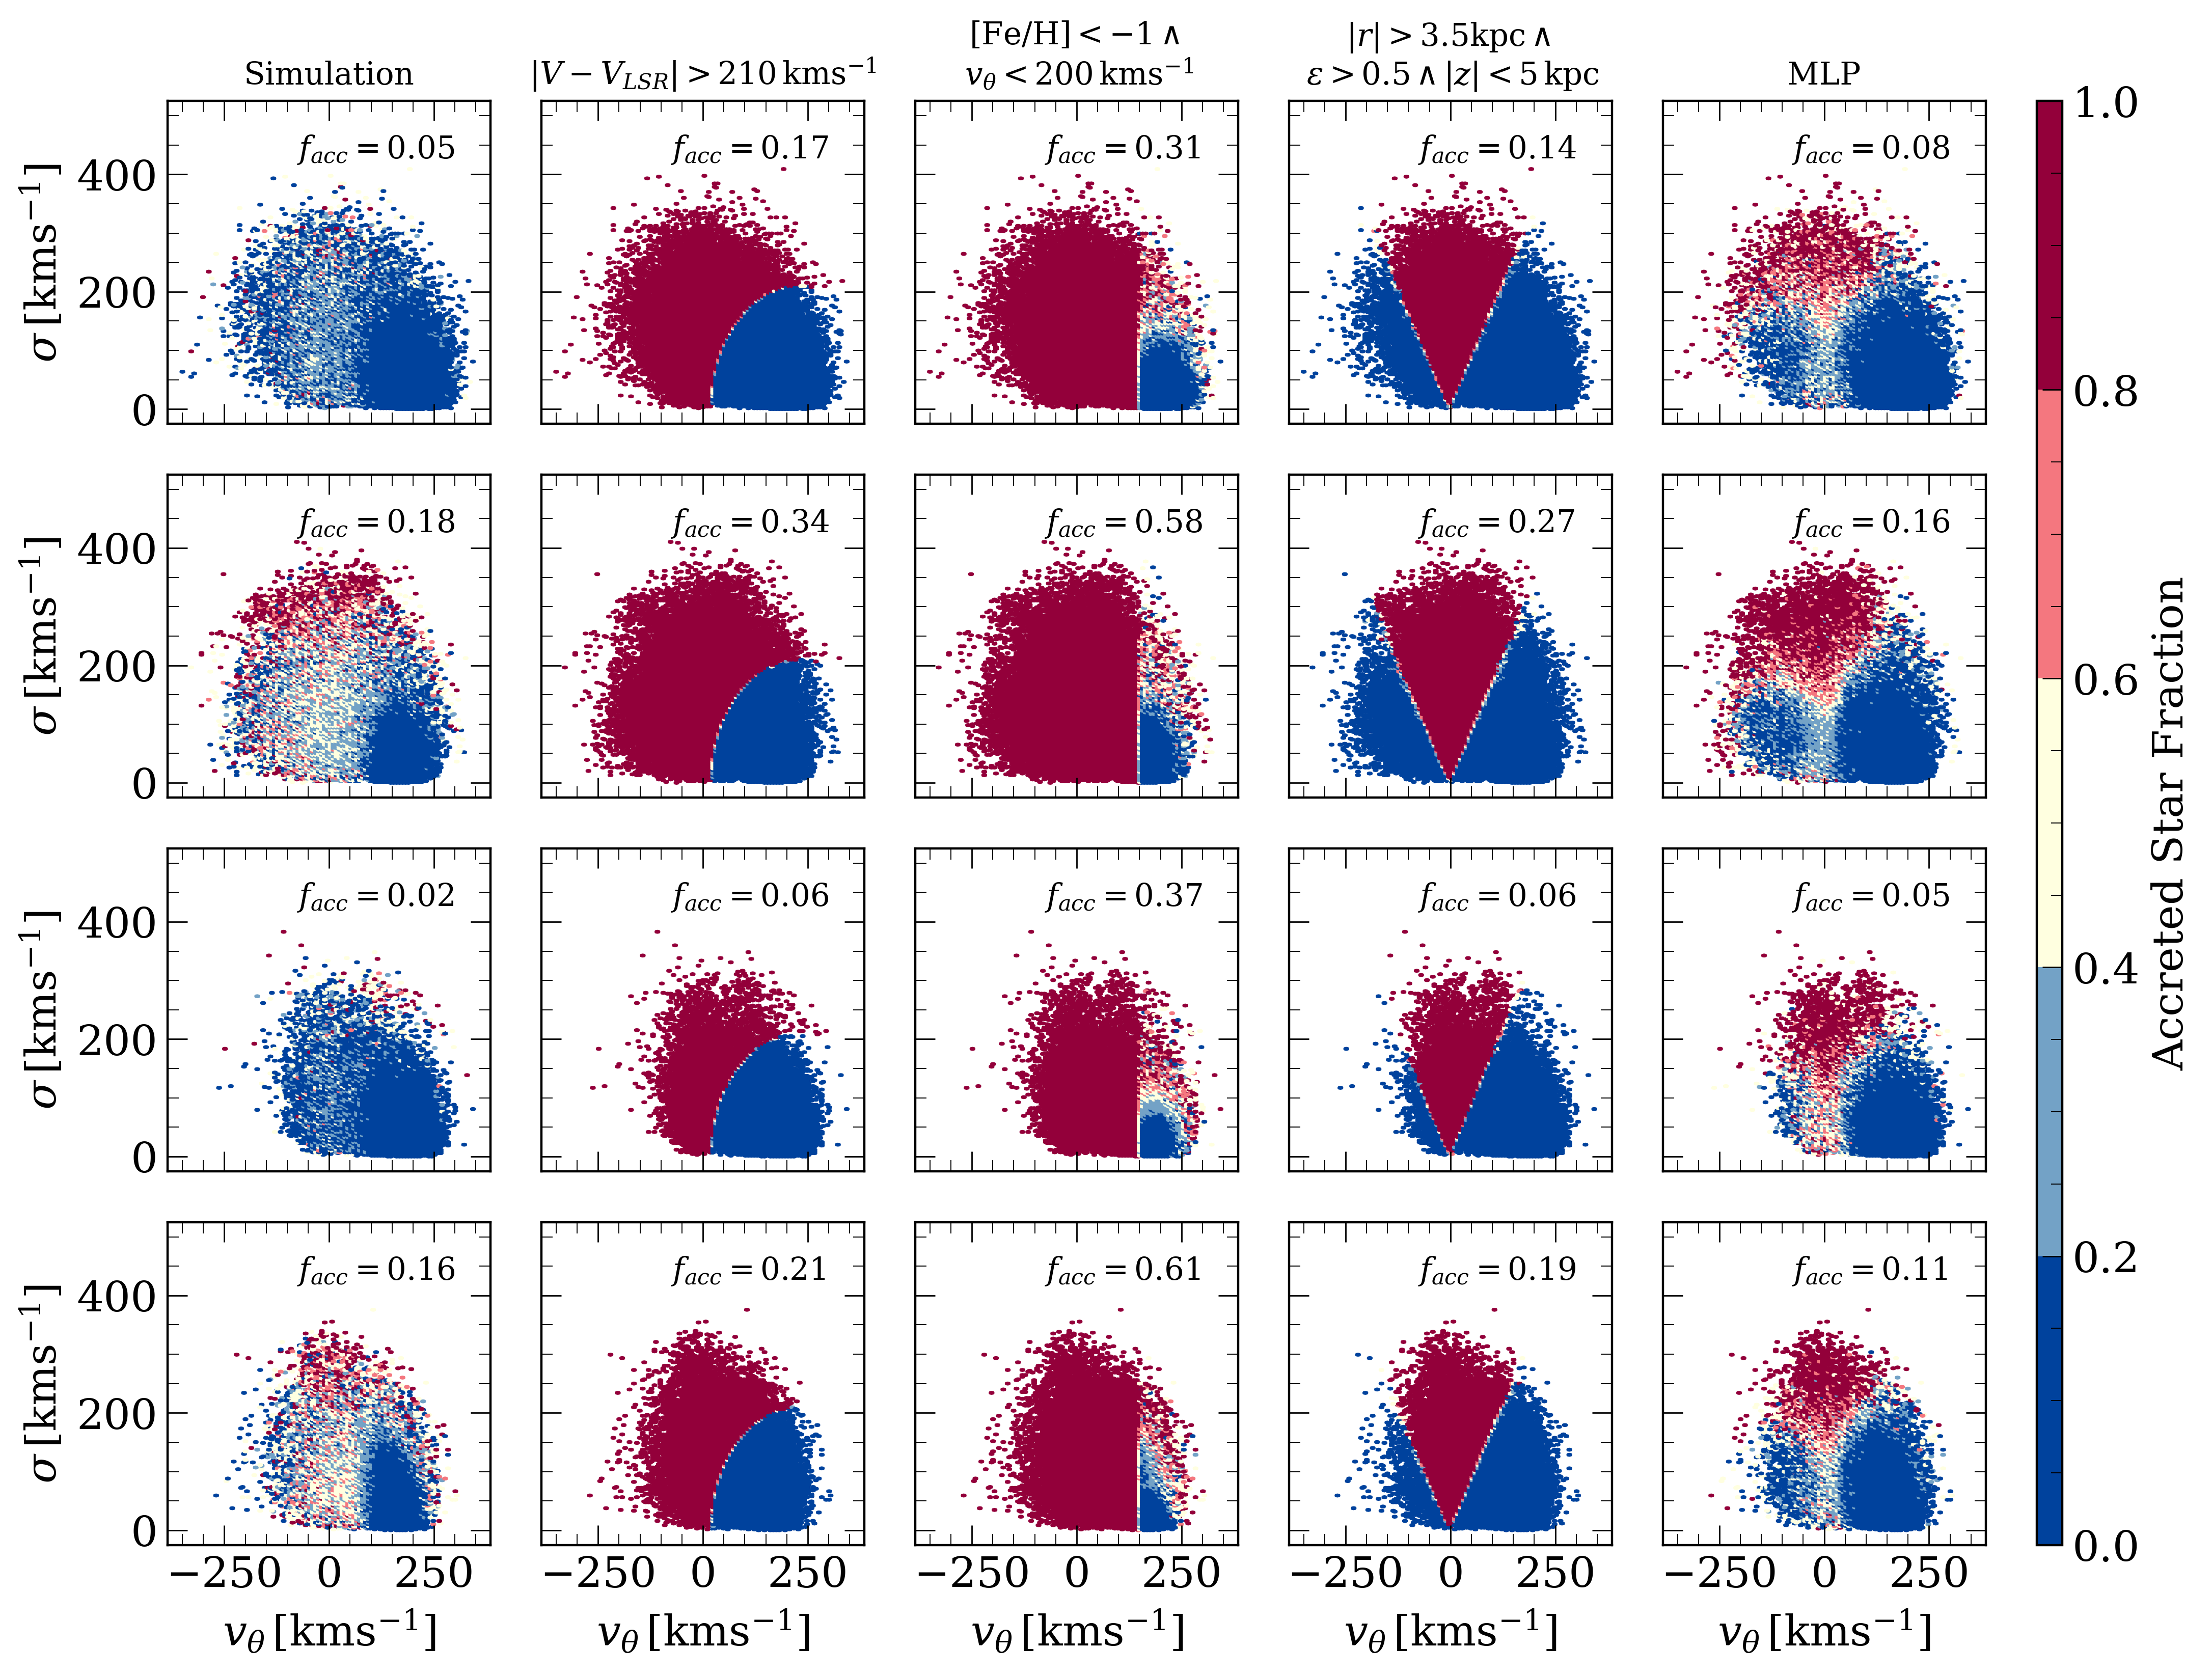 [Fe/H] < −1 ∧
|r| > 3.5kpc ∧
Simulation
|V − V_LSR| > 210 kms⁻¹
v_θ < 200 kms⁻¹
ε > 0.5 ∧ |z| < 5 kpc
MLP
f_acc = 0.05
f_acc = 0.17
f_acc = 0.31
f_acc = 0.14
f_acc = 0.08
400
200
0
σ [kms⁻¹]
f_acc = 0.18
f_acc = 0.34
f_acc = 0.58
f_acc = 0.27
f_acc = 0.16
400
200
0
σ [kms⁻¹]
f_acc = 0.02
f_acc = 0.06
f_acc = 0.37
f_acc = 0.06
f_acc = 0.05
400
200
0
σ [kms⁻¹]
f_acc = 0.16
f_acc = 0.21
f_acc = 0.61
f_acc = 0.19
f_acc = 0.11
400
200
0
σ [kms⁻¹]
−250 0 250
−250 0 250
−250 0 250
−250 0 250
−250 0 250
v_θ [kms⁻¹]
v_θ [kms⁻¹]
v_θ [kms⁻¹]
v_θ [kms⁻¹]
v_θ [kms⁻¹]
1.0
0.8
0.6
0.4
0.2
0.0
Accreted Star Fraction